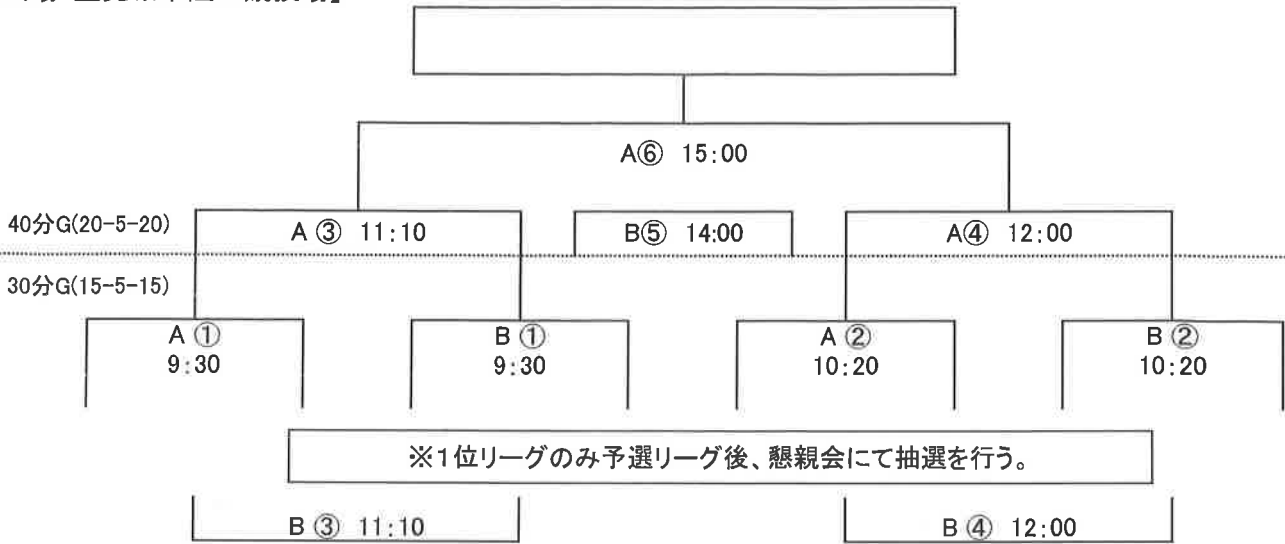 A⑥ 15:00
40分G(20-5-20)
A ③ 11:10
B⑤ 14:00
A④ 12:00
30分G(15-5-15)
A ①
9:30
B ①
9:30
A ②
10:20
B ②
10:20
※1位リーグのみ予選リーグ後、懇親会にて抽選を行う。
B ③ 11:10
B ④ 12:00